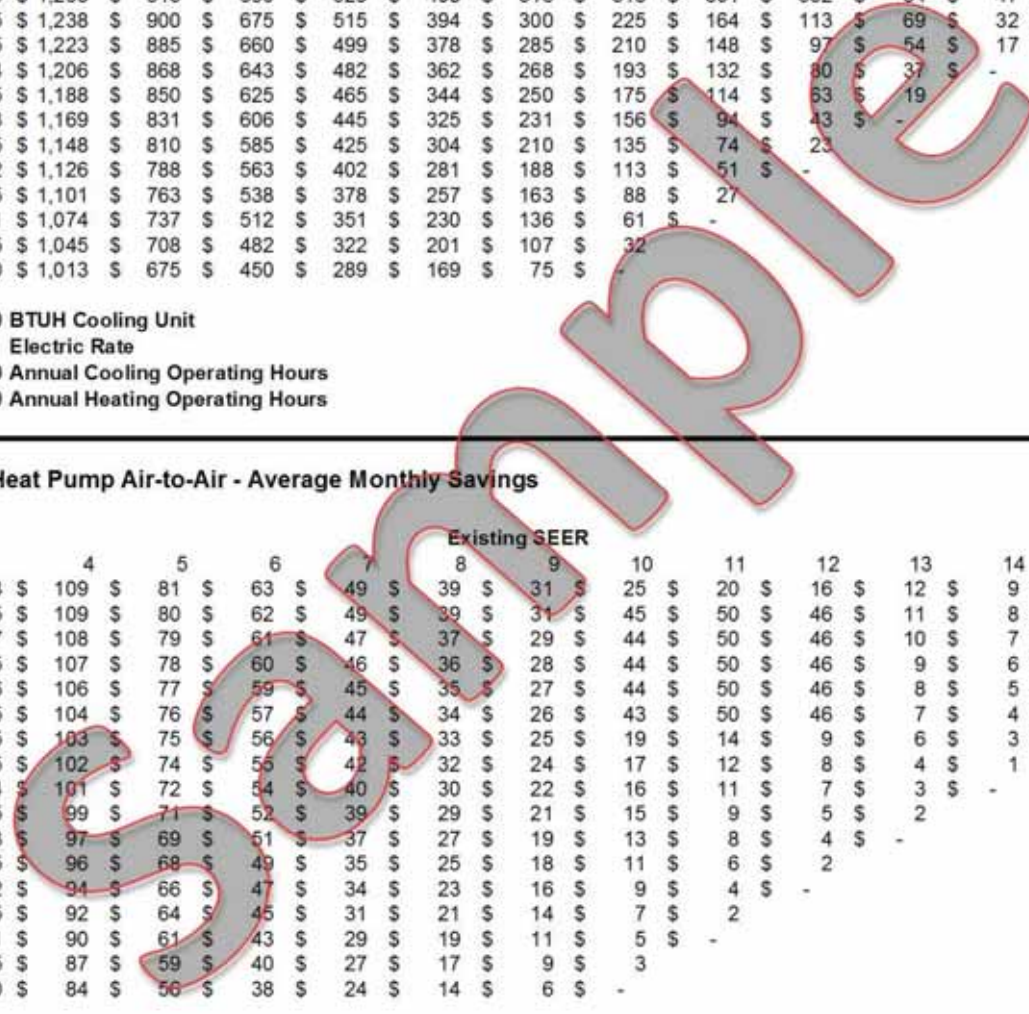 $ 1,238 $ 900 $ 675 $ 515 $ 394 $ 300 $ 225 $ 164 $ 113 $ 69 $ 32
$ 1,223 $ 885 $ 660 $ 499 $ 378 $ 285 $ 210 $ 148 $ 97 $ 54 $ 17
$ 1,206 $ 868 $ 643 $ 482 $ 362 $ 268 $ 193 $ 132 $ 80 $ 37 $ -
$ 1,188 $ 850 $ 625 $ 465 $ 344 $ 250 $ 175 $ 114 $ 63 $ 19
$ 1,169 $ 831 $ 606 $ 445 $ 325 $ 231 $ 156 $ 94 $ 43 $ -
$ 1,148 $ 810 $ 585 $ 425 $ 304 $ 210 $ 135 $ 74 $ 23
$ 1,126 $ 788 $ 563 $ 402 $ 281 $ 188 $ 113 $ 51 $ -
$ 1,101 $ 763 $ 538 $ 378 $ 257 $ 163 $ 88 $ 27
$ 1,074 $ 737 $ 512 $ 351 $ 230 $ 136 $ 61 $ -
$ 1,045 $ 708 $ 482 $ 322 $ 201 $ 107 $ 32
$ 1,013 $ 675 $ 450 $ 289 $ 169 $ 75 $ -
BTUH Cooling Unit
Electric Rate
Annual Cooling Operating Hours
Annual Heating Operating Hours
Heat Pump Air-to-Air - Average Monthly Savings
Existing SEER
4 5 6 7 8 9 10 11 12 13 14
$ 109 $ 81 $ 63 $ 49 $ 39 $ 31 $ 25 $ 20 $ 16 $ 12 $ 9
$ 109 $ 80 $ 62 $ 49 $ 39 $ 31 $ 45 $ 50 $ 46 $ 11 $ 8
$ 108 $ 79 $ 61 $ 47 $ 37 $ 29 $ 44 $ 50 $ 46 $ 10 $ 7
$ 107 $ 78 $ 60 $ 46 $ 36 $ 28 $ 44 $ 50 $ 46 $ 9 $ 6
$ 106 $ 77 $ 59 $ 45 $ 35 $ 27 $ 44 $ 50 $ 46 $ 8 $ 5
$ 104 $ 76 $ 57 $ 44 $ 34 $ 26 $ 43 $ 50 $ 46 $ 7 $ 4
$ 103 $ 75 $ 56 $ 43 $ 33 $ 25 $ 19 $ 14 $ 9 $ 6 $ 3
$ 102 $ 74 $ 55 $ 42 $ 32 $ 24 $ 17 $ 12 $ 8 $ 4 $ 1
$ 101 $ 72 $ 54 $ 40 $ 30 $ 22 $ 16 $ 11 $ 7 $ 3 $ -
$ 99 $ 71 $ 52 $ 39 $ 29 $ 21 $ 15 $ 9 $ 5 $ 2
$ 97 $ 69 $ 51 $ 37 $ 27 $ 19 $ 13 $ 8 $ 4 $ -
$ 96 $ 68 $ 49 $ 35 $ 25 $ 18 $ 11 $ 6 $ 2
$ 94 $ 66 $ 47 $ 34 $ 23 $ 16 $ 9 $ 4 $ -
$ 92 $ 64 $ 45 $ 31 $ 21 $ 14 $ 7 $ 2
$ 90 $ 61 $ 43 $ 29 $ 19 $ 11 $ 5 $ -
$ 87 $ 59 $ 40 $ 27 $ 17 $ 9 $ 3
$ 84 $ 56 $ 38 $ 24 $ 14 $ 6 $ -
Sample